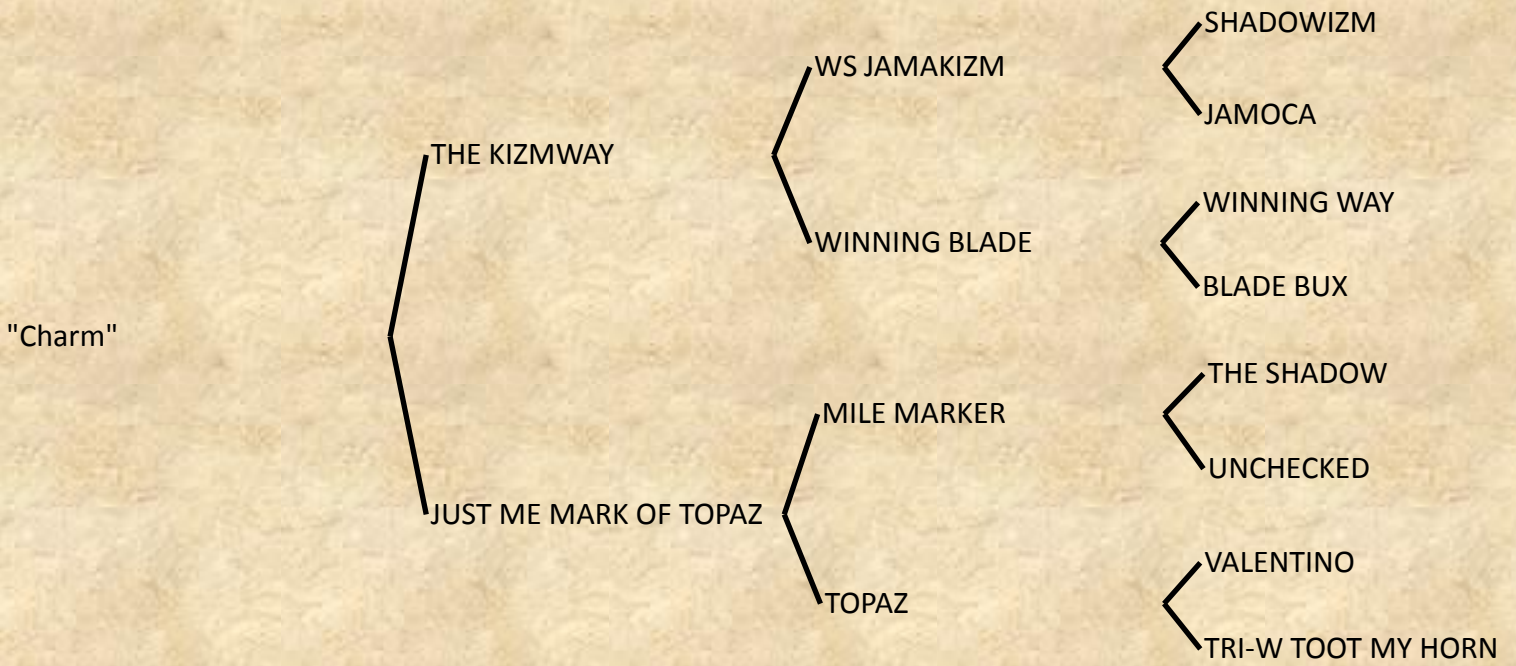 SHADOWIZM
WS JAMAKIZM
JAMOCA
THE KIZMWAY
WINNING WAY
WINNING BLADE
BLADE BUX
"Charm"
THE SHADOW
MILE MARKER
UNCHECKED
JUST ME MARK OF TOPAZ
VALENTINO
TOPAZ
TRI-W TOOT MY HORN